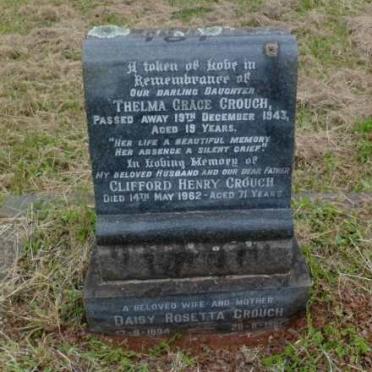 A token of Love in
Remembrance of
OUR DARLING DAUGHTER
THELMA GRACE CROUCH,
PASSED AWAY 19TH DECEMBER 1943,
AGED 19 YEARS.
"HER LIFE A BEAUTIFUL MEMORY
HER ABSENCE A SILENT GRIEF."
In Loving Memory of
MY BELOVED HUSBAND AND OUR DEAR FATHER
CLIFFORD HENRY CROUCH
DIED 14TH MAY 1962 - AGED 71 YEARS
A BELOVED WIFE AND MOTHER
DAISY ROSETTA CROUCH